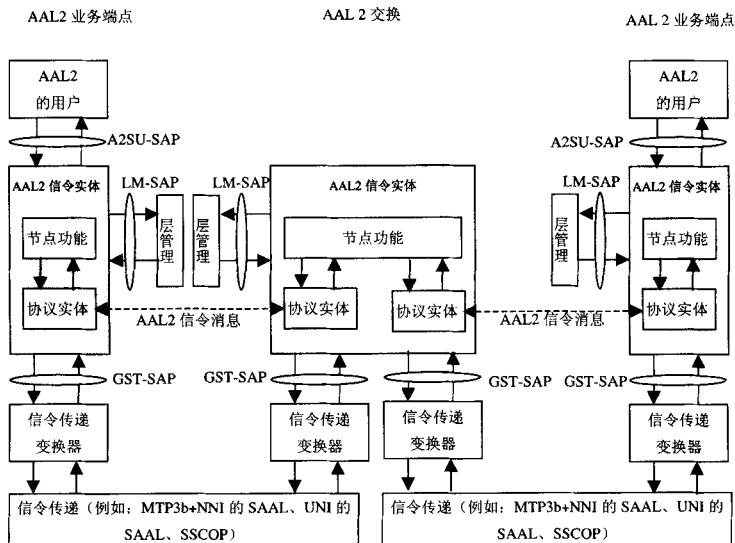 AAL2 业务端点
AAL 2 交换
AAL 2 业务端点
AAL2
的用户
AAL2
的用户
A2SU-SAP
A2SU-SAP
AAL2 信令实体
LM-SAP
LM-SAP
AAL2 信令实体
LM-SAP
AAL2 信令实体
节点功能
层管理
层管理
节点功能
层管理
节点功能
协议实体
协议实体
协议实体
协议实体
AAL2 信令消息
AAL2 信令消息
GST-SAP
GST-SAP
GST-SAP
GST-SAP
信令传递
变换器
信令传递
变换器
信令传递
变换器
信令传递
变换器
信令传递（例如：MTP3b+NNI 的 SAAL、UNI 的
SAAL、SSCOP）
信令传递（例如：MTP3b+NNI 的 SAAL、UNI 的
SAAL、SSCOP）